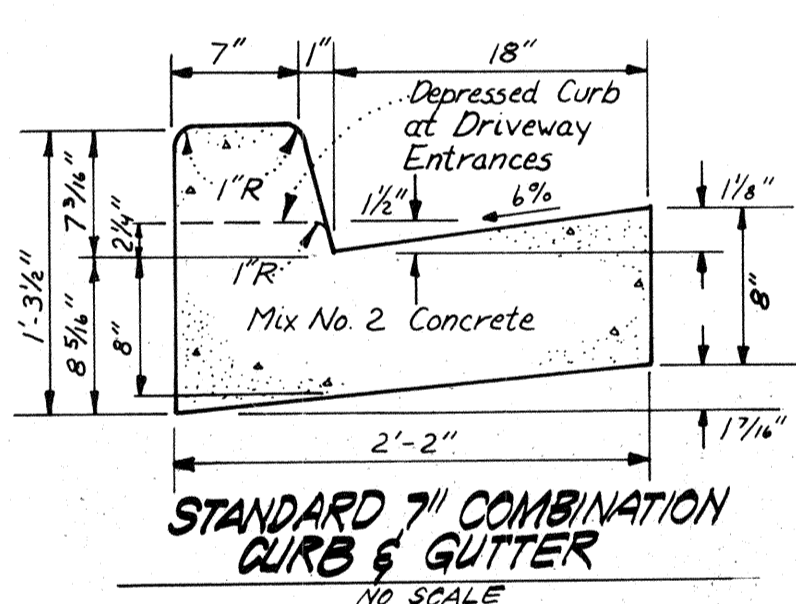 7" 1" 18"
Depressed Curb
at Driveway
Entrances
1"R
1½"
6%
1⅛"
7 3/16"
2¼"
1'-3½"
1"R
8"
8 5/16"
8"
Mix No. 2 Concrete
1 7/16"
2'-2"
STANDARD 7" COMBINATION
CURB & GUTTER
NO SCALE